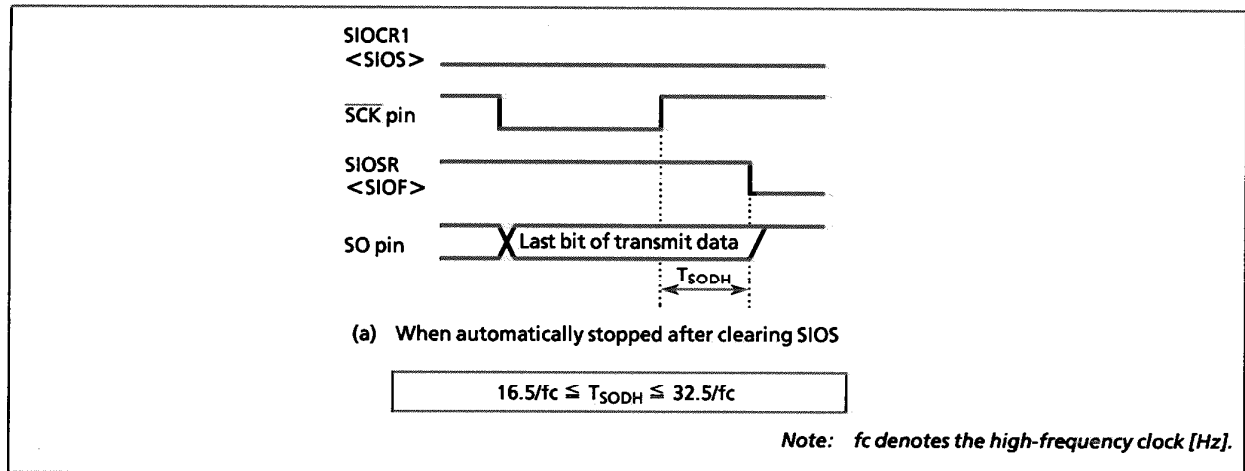 SIOCR1
<SIOS>
SCK pin
SIOSR
<SIOF>
SO pin
Last bit of transmit data
TSODH
(a) When automatically stopped after clearing SIOS
16.5/fc ≦ TSODH ≦ 32.5/fc
Note: fc denotes the high-frequency clock [Hz].